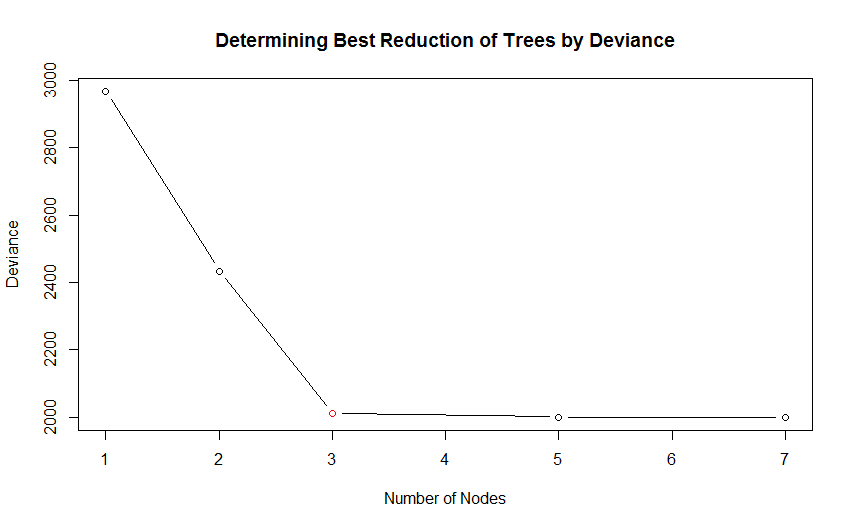 Determining Best Reduction of Trees by Deviance
3000
2800
2600
2400
2200
2000
Deviance
1 2 3 4 5 6 7
Number of Nodes